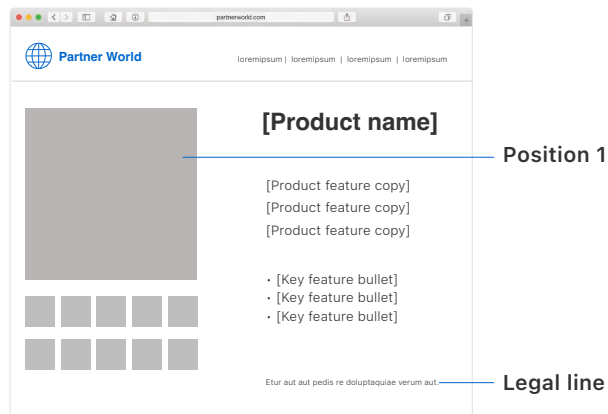 partnerworld.com
Partner World
loremipsum | loremipsum | loremipsum | loremipsum
[Product name]
Position 1
[Product feature copy]
[Product feature copy]
[Product feature copy]
• [Key feature bullet]
• [Key feature bullet]
• [Key feature bullet]
Etur aut aut pedis re doluptaquiae verum aut.
Legal line